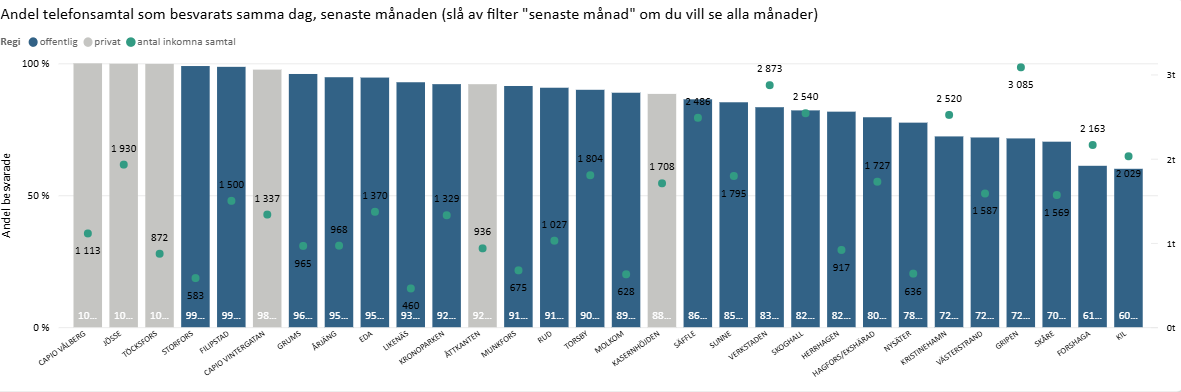 Andel telefonsamtal som besvarats samma dag, senaste månaden (slå av filter "senaste månad" om du vill se alla månader)
Regi offentlig privat antal inkomna samtal
100 %
50 %
0 %
Andel besvarade
3t
2t
1t
0t
1 113
1 930
872
583
1 500
1 337
965
968
1 370
460
1 329
936
675
1 027
1 804
628
1 708
2 486
1 795
2 873
2 540
917
1 727
636
2 520
1 587
3 085
1 569
2 163
2 029
10... 10... 10... 99... 99... 98... 96... 95... 95... 93... 92... 92... 91... 91... 90... 89... 88... 86... 85... 83... 82... 82... 80... 78... 72... 72... 72... 70... 61... 60...
CAPIO VÅLBERG
JÖSSE
TÖCKSFORS
STORFORS
FILIPSTAD
CAPIO VINTERGATAN
GRUMS
ÅRJÄNG
EDA
LIKENÄS
KRONOPARKEN
ÄTTKANTEN
MUNKFORS
RUD
TORSBY
MOLKOM
KASERNHÖJDEN
SÄFFLE
SUNNE
VERKSTADEN
SKOGHALL
HERRHAGEN
HAGFORS/EKSHÄRAD
NYSÄTER
KRISTINEHAMN
VÄSTERSTRAND
GRIPEN
SKÅRE
FORSHAGA
KIL